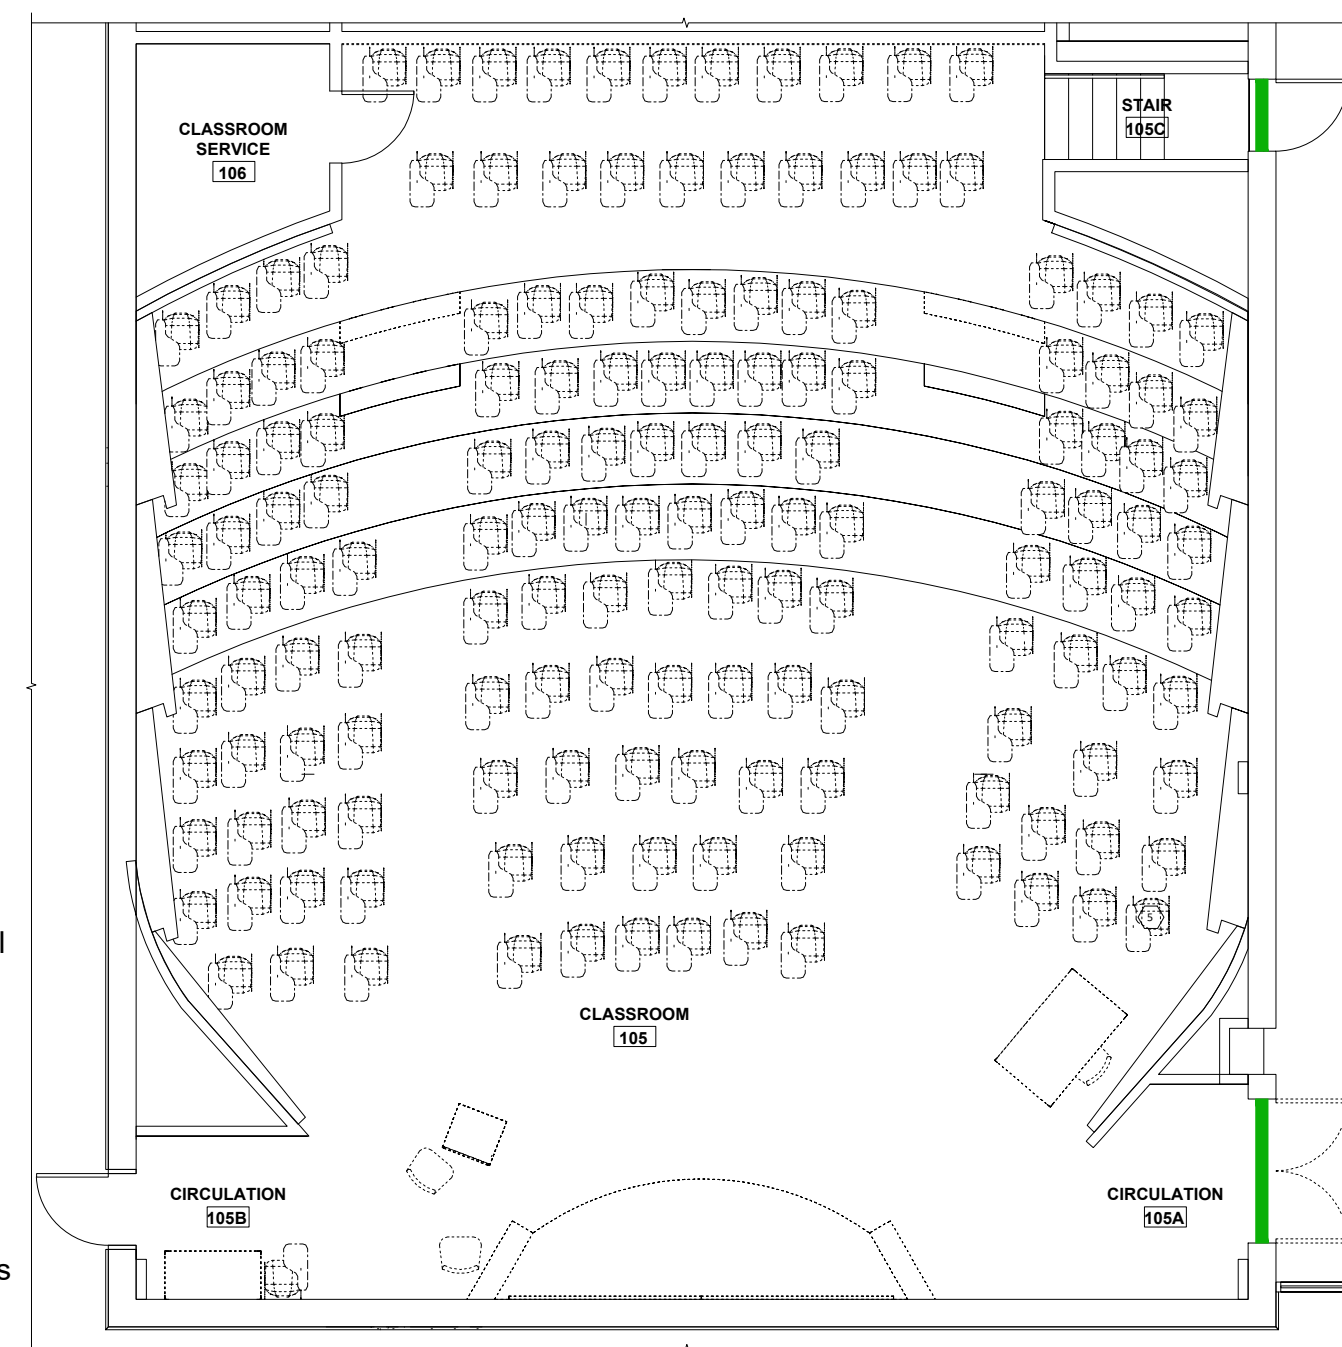 STAIR
105C
CLASSROOM
SERVICE
106
5
l
CLASSROOM
105
CIRCULATION
105B
CIRCULATION
105A
s